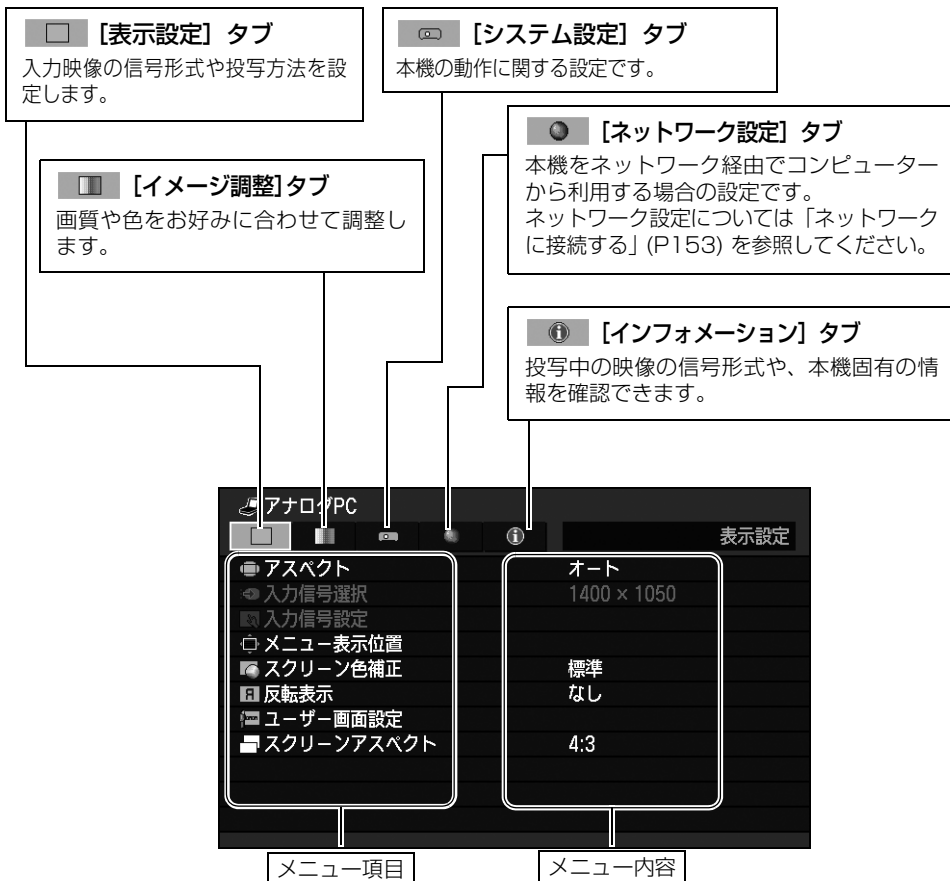 [表示設定] タブ
入力映像の信号形式や投写方法を設
定します。
[システム設定] タブ
本機の動作に関する設定です。
[イメージ調整]タブ
画質や色をお好みに合わせて調整し
ます。
[ネットワーク設定] タブ
本機をネットワーク経由でコンピューター
から利用する場合の設定です。
ネットワーク設定については「ネットワーク
に接続する」(P153) を参照してください。
[インフォメーション] タブ
投写中の映像の信号形式や、本機固有の情
報を確認できます。
アナログPC
表示設定
アスペクト オート
入力信号選択 1400 × 1050
入力信号設定
メニュー表示位置
スクリーン色補正 標準
反転表示 なし
ユーザー画面設定
スクリーンアスペクト 4:3
メニュー項目 メニュー内容